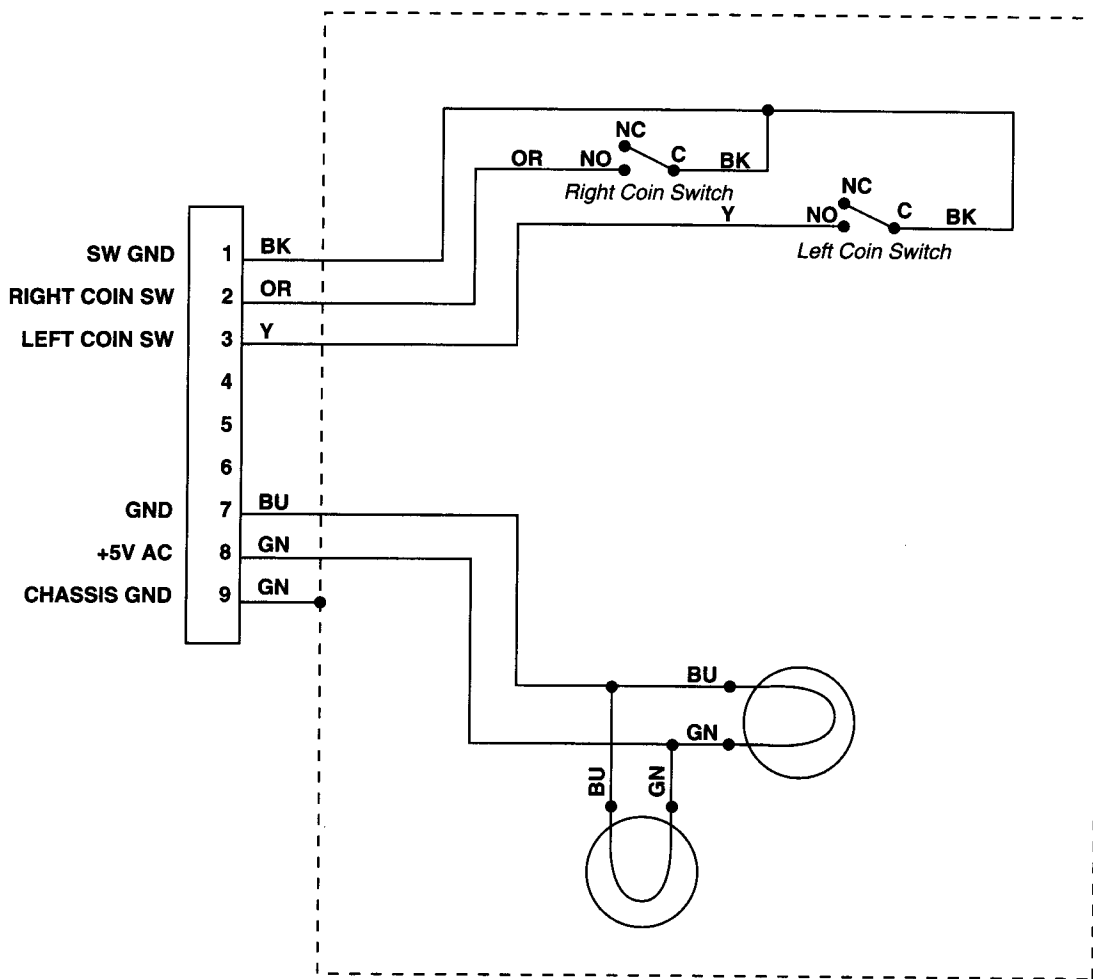 NC
OR NO C BK
Right Coin Switch
NC
Y NO C BK
Left Coin Switch
SW GND 1 BK
RIGHT COIN SW 2 OR
LEFT COIN SW 3 Y
4
5
6
GND 7 BU
+5V AC 8 GN
CHASSIS GND 9 GN
BU
GN
BU GN